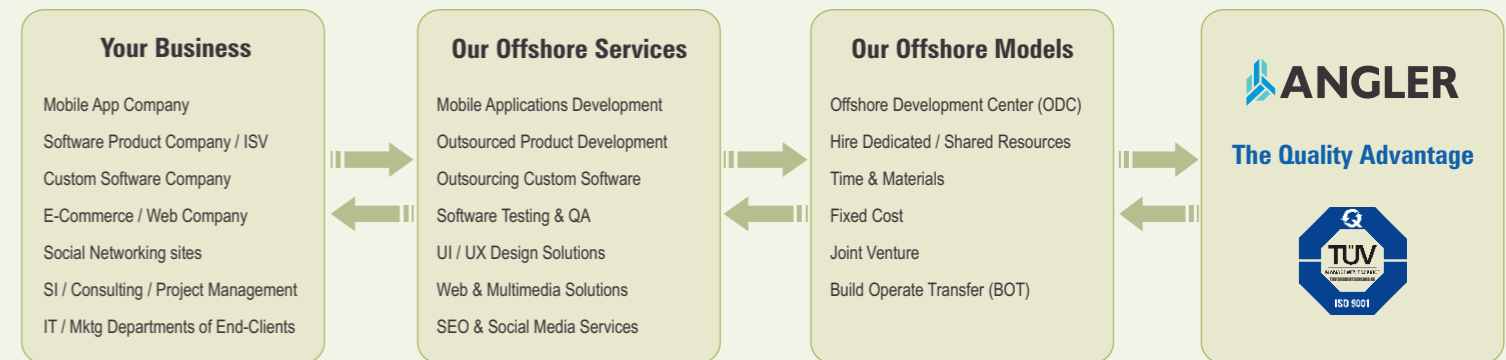 Your Business
Mobile App Company
Software Product Company / ISV
Custom Software Company
E-Commerce / Web Company
Social Networking sites
SI / Consulting / Project Management
IT / Mktg Departments of End-Clients
Our Offshore Services
Mobile Applications Development
Outsourced Product Development
Outsourcing Custom Software
Software Testing & QA
UI / UX Design Solutions
Web & Multimedia Solutions
SEO & Social Media Services
Our Offshore Models
Offshore Development Center (ODC)
Hire Dedicated / Shared Resources
Time & Materials
Fixed Cost
Joint Venture
Build Operate Transfer (BOT)
ANGLER
The Quality Advantage
TÜV
MANAGEMENT SERVICE
ISO 9001